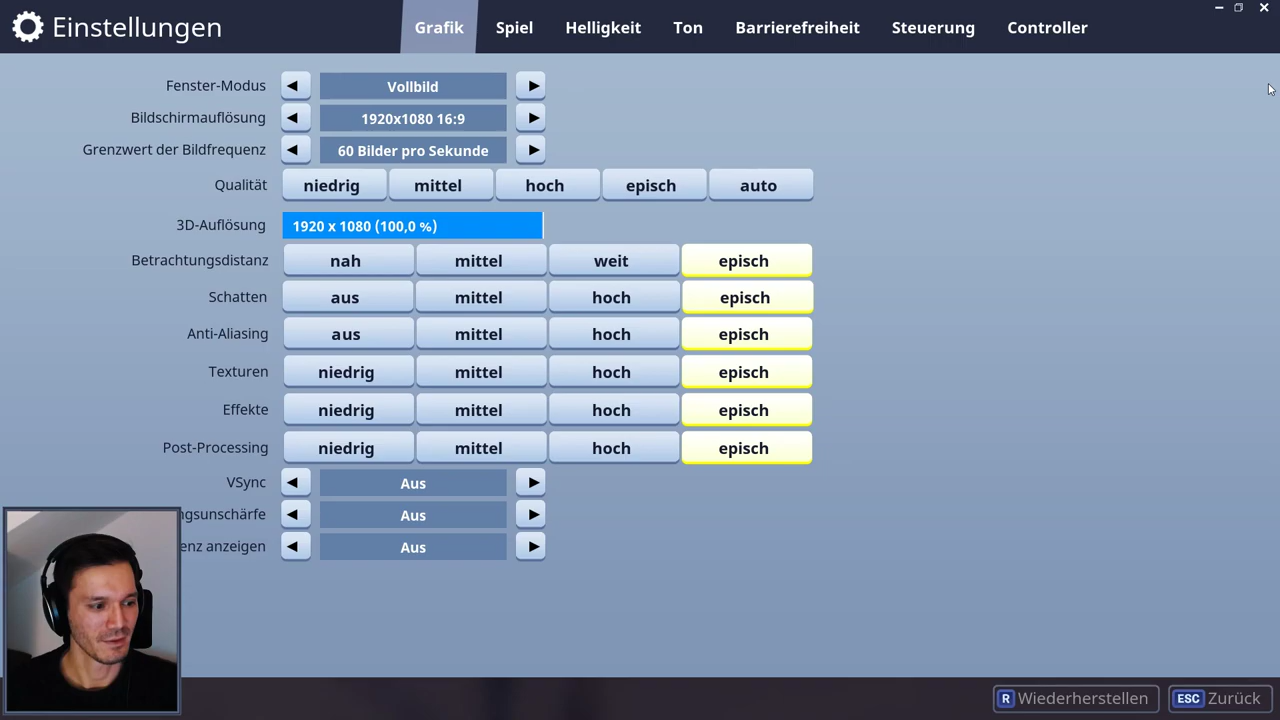 Einstellungen
Grafik Spiel Helligkeit Ton Barrierefreiheit Steuerung Controller
Fenster-Modus Vollbild
Bildschirmauflösung 1920x1080 16:9
Grenzwert der Bildfrequenz 60 Bilder pro Sekunde
Qualität niedrig mittel hoch episch auto
3D-Auflösung 1920 x 1080 (100,0 %)
Betrachtungsdistanz nah mittel weit episch
Schatten aus mittel hoch episch
Anti-Aliasing aus mittel hoch episch
Texturen niedrig mittel hoch episch
Effekte niedrig mittel hoch episch
Post-Processing niedrig mittel hoch episch
VSync Aus
ngsunschärfe Aus
enz anzeigen Aus
R Wiederherstellen ESC Zurück